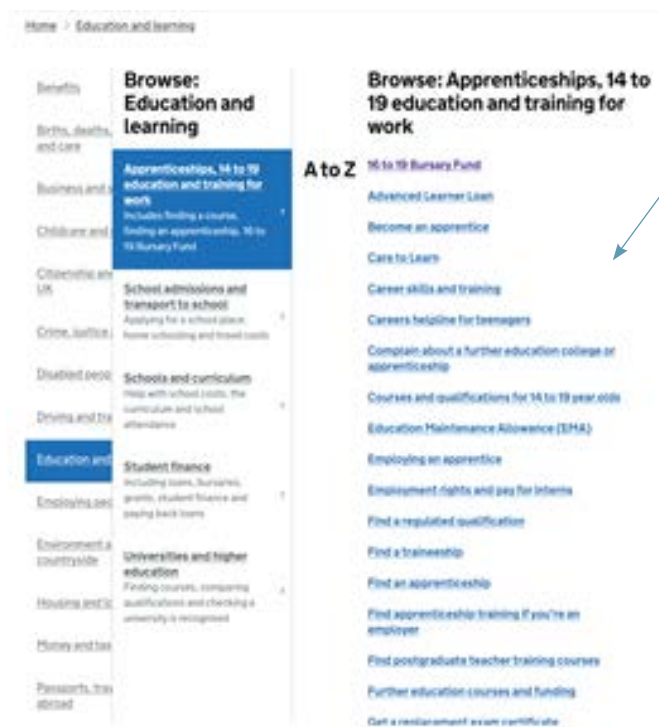 Home > Education and learning
Benefits
Births, deaths,
and care
Business and s
Childcare and
Citizenship and
UK
Crime, justice
Disabled peop
Driving and tra
Education and
Employing peo
Environment a
countryside
Housing and lo
Money and tax
Passports, trav
abroad
Browse:
Education and
learning
Apprenticeships, 14 to 19
education and training for
work
Includes finding a course,
finding an apprenticeship, 16 to
19 Bursary Fund
School admissions and
transport to school
Applying for a school place,
home schooling and travel costs
Schools and curriculum
Help with school costs, the
curriculum and school
attendance
Student finance
Including loans, bursaries,
grants, student finance and
paying back loans
Universities and higher
education
Finding courses, comparing
qualifications and checking a
university is recognised
Browse: Apprenticeships, 14 to
19 education and training for
work
A to Z
16 to 19 Bursary Fund
Advanced Learner Loan
Become an apprentice
Care to Learn
Career skills and training
Careers helpline for teenagers
Complain about a further education college or
apprenticeship
Courses and qualifications for 14 to 19 year olds
Education Maintenance Allowance (EMA)
Employing an apprentice
Employment rights and pay for interns
Find a regulated qualification
Find a traineeship
Find an apprenticeship
Find apprenticeship training if you're an
employer
Find postgraduate teacher training courses
Further education courses and funding
Get a replacement exam certificate